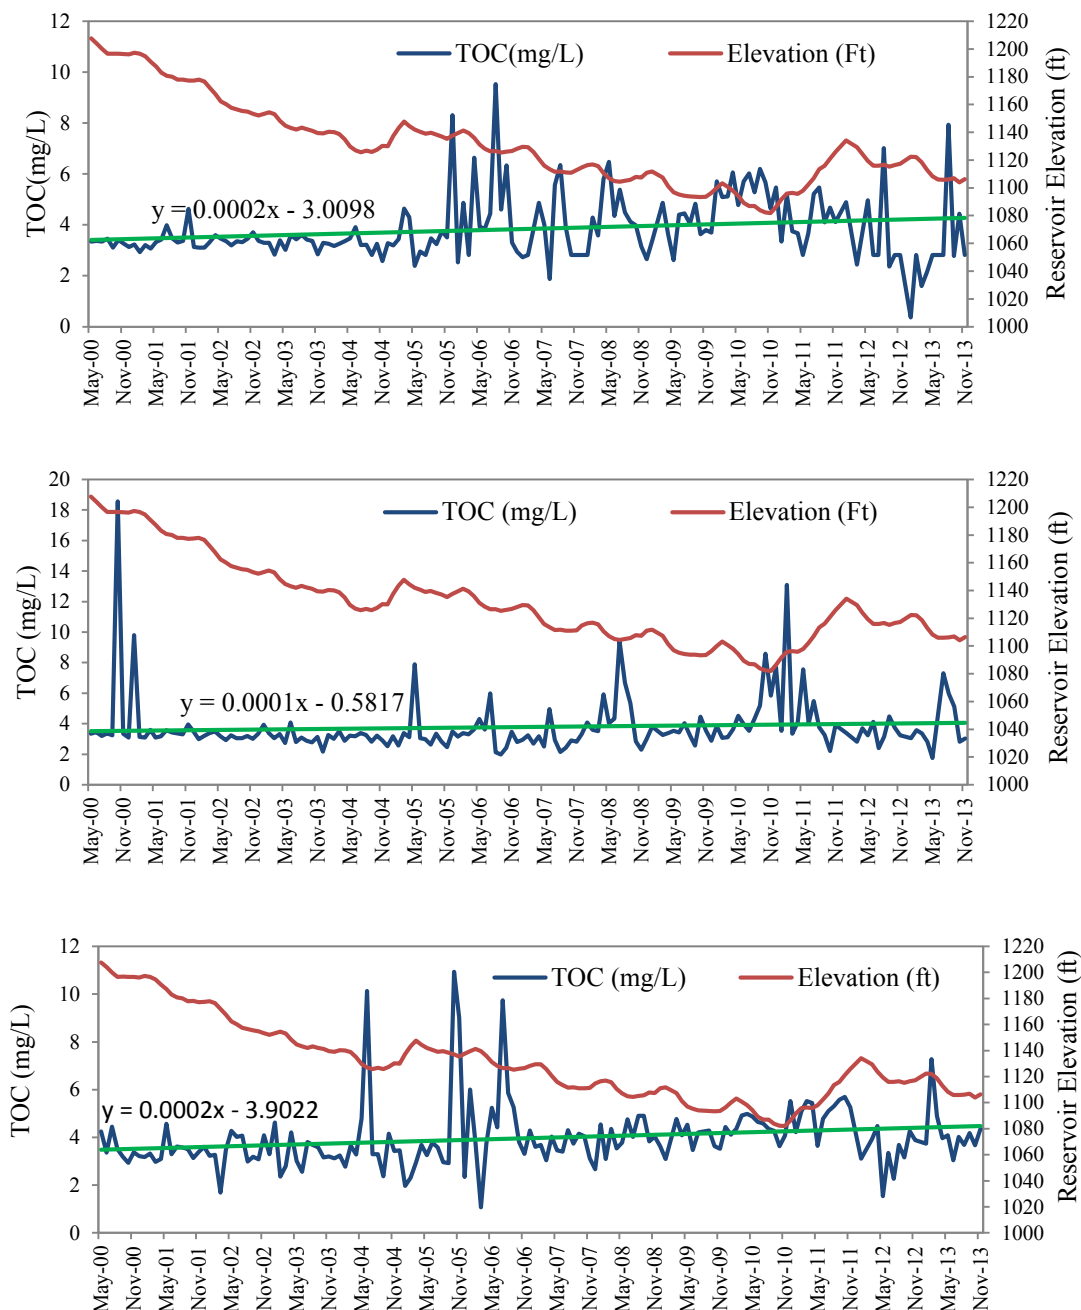 12
10
8
6
4
2
0
TOC(mg/L)
TOC(mg/L)
Elevation (Ft)
y = 0.0002x - 3.0098
1220
1200
1180
1160
1140
1120
1100
1080
1060
1040
1020
1000
Reservoir Elevation (ft)
May-00
Nov-00
May-01
Nov-01
May-02
Nov-02
May-03
Nov-03
May-04
Nov-04
May-05
Nov-05
May-06
Nov-06
May-07
Nov-07
May-08
Nov-08
May-09
Nov-09
May-10
Nov-10
May-11
Nov-11
May-12
Nov-12
May-13
Nov-13
20
18
16
14
12
10
8
6
4
2
0
TOC (mg/L)
TOC (mg/L)
Elevation (Ft)
y = 0.0001x - 0.5817
1220
1200
1180
1160
1140
1120
1100
1080
1060
1040
1020
1000
Reservoir Elevation (ft)
May-00
Nov-00
May-01
Nov-01
May-02
Nov-02
May-03
Nov-03
May-04
Nov-04
May-05
Nov-05
May-06
Nov-06
May-07
Nov-07
May-08
Nov-08
May-09
Nov-09
May-10
Nov-10
May-11
Nov-11
May-12
Nov-12
May-13
Nov-13
12
10
8
6
4
2
0
TOC (mg/L)
TOC (mg/L)
Elevation (ft)
y = 0.0002x - 3.9022
1220
1200
1180
1160
1140
1120
1100
1080
1060
1040
1020
1000
Reservoir Elevation (ft)
May-00
Nov-00
May-01
Nov-01
May-02
Nov-02
May-03
Nov-03
May-04
Nov-04
May-05
Nov-05
May-06
Nov-06
May-07
Nov-07
May-08
Nov-08
May-09
Nov-09
May-10
Nov-10
May-11
Nov-11
May-12
Nov-12
May-13
Nov-13